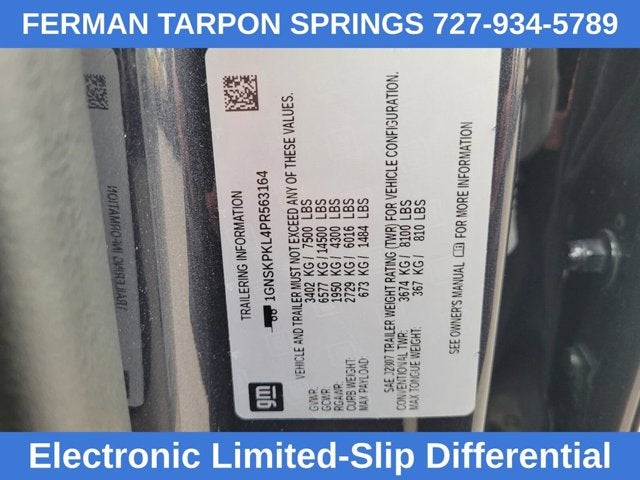 FERMAN TARPON SPRINGS 727-934-5789
TRAILERING INFORMATION
1GNSKPKL4PR563164
VEHICLE AND TRAILER MUST NOT EXCEED ANY OF THESE VALUES.
GVWR: 3402 KG / 7500 LBS
GCWR: 6577 KG / 14500 LBS
RGAWR: 1950 KG / 4300 LBS
CURB WEIGHT: 2729 KG / 6016 LBS
MAX PAYLOAD: 673 KG / 1484 LBS
SAE J2807 TRAILER WEIGHT RATING (TWR) FOR VEHICLE CONFIGURATION.
CONVENTIONAL TWR: 3674 KG / 8100 LBS
MAX TONGUE WEIGHT: 367 KG / 810 LBS
SEE OWNER'S MANUAL FOR MORE INFORMATION
gm
TRAILERING INFORMATION
Electronic Limited-Slip Differential